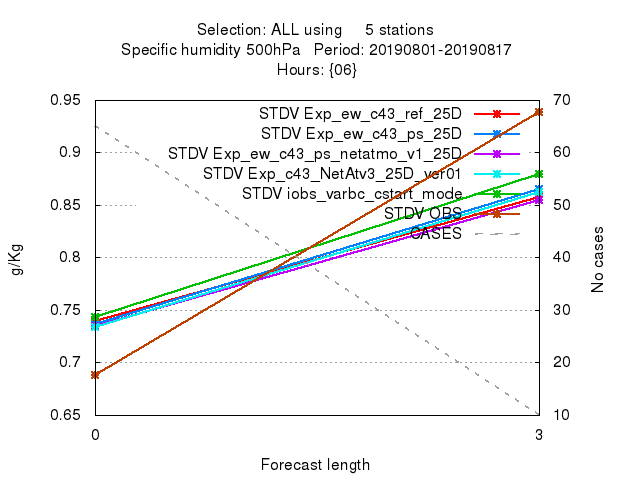 Selection: ALL using 5 stations
Specific humidity 500hPa Period: 20190801-20190817
Hours: {06}
0.95
0.9
0.85
0.8
0.75
0.7
0.65
70
60
50
40
30
20
10
g/Kg
No cases
STDV Exp_ew_c43_ref_25D
STDV Exp_ew_c43_ps_25D
STDV Exp_ew_c43_ps_netatmo_v1_25D
STDV Exp_c43_NetAtv3_25D_ver01
STDV iobs_varbc_cstart_mode
STDV OBS
CASES
0 3
Forecast length